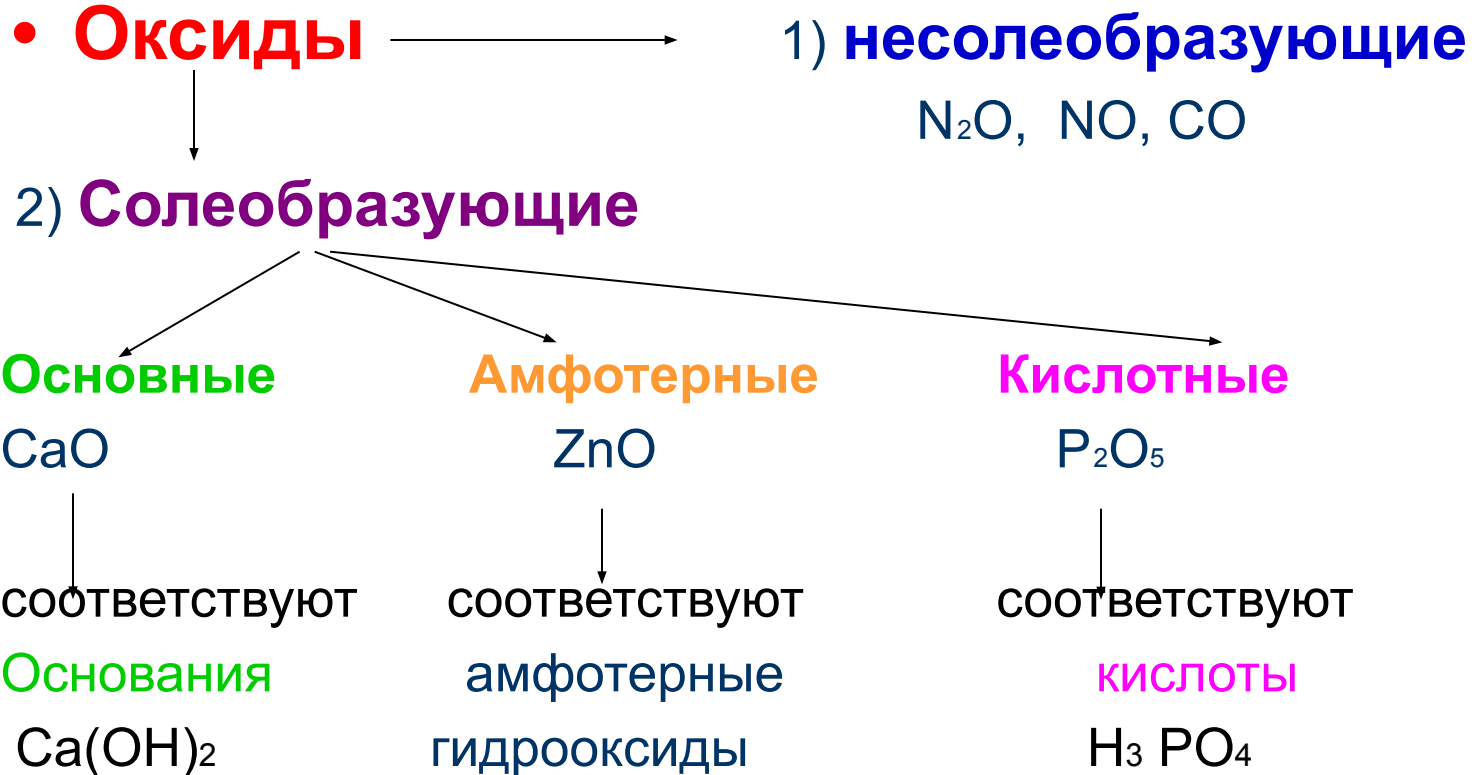 • Оксиды 1) несолеобразующие
N₂O, NO, CO
2) Солеобразующие
Основные Амфотерные Кислотные
CaO ZnO P₂O₅
соответствуют соответствуют соответствуют
Основания амфотерные кислоты
Ca(OH)₂ гидрооксиды H₃ PO₄